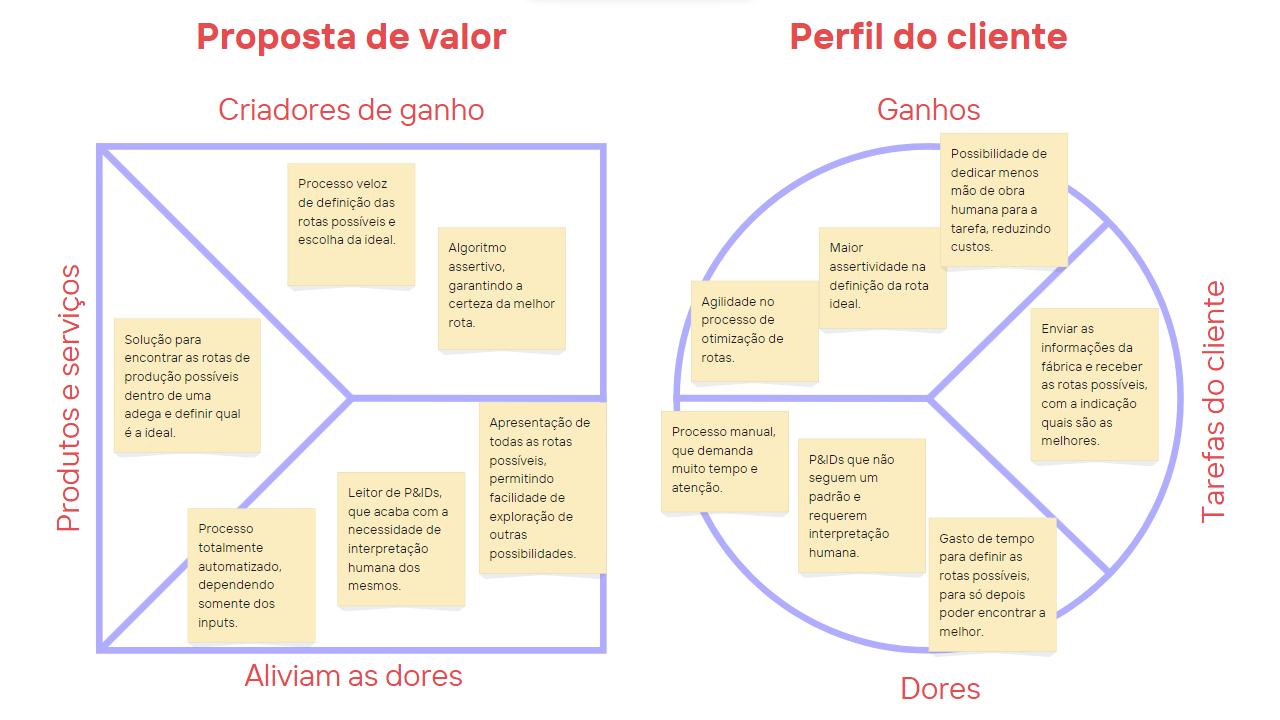 Proposta de valor
Criadores de ganho
Produtos e serviços
Processo veloz
de definição das
rotas possíveis e
escolha da ideal.
Algoritmo
assertivo,
garantindo a
certeza da melhor
rota.
Solução para
encontrar as rotas de
produção possíveis
dentro de uma
adega e definir qual
é a ideal.
Apresentação de
todas as rotas
possíveis,
permitindo
facilidade de
exploração de
outras
possibilidades.
Leitor de P&IDs,
que acaba com a
necessidade de
interpretação
humana dos
mesmos.
Processo
totalmente
automatizado,
dependendo
somente dos
inputs.
Aliviam as dores
Perfil do cliente
Ganhos
Possibilidade de
dedicar menos
mão de obra
humana para a
tarefa, reduzindo
custos.
Maior
assertividade na
definição da rota
ideal.
Agilidade no
processo de
otimização de
rotas.
Enviar as
informações da
fábrica e receber
as rotas possíveis,
com a indicação
quais são as
melhores.
Tarefas do cliente
Processo manual,
que demanda
muito tempo e
atenção.
P&IDs que não
seguem um
padrão e
requerem
interpretação
humana.
Gasto de tempo
para definir as
rotas possíveis,
para só depois
poder encontrar a
melhor.
Dores